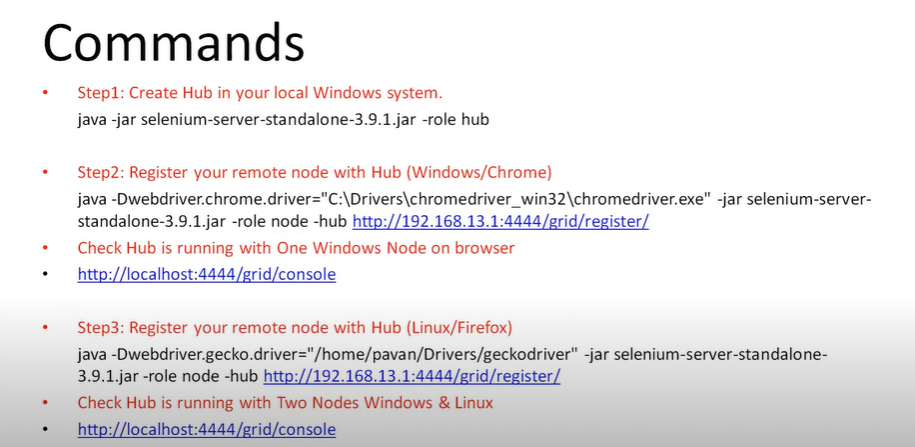 Commands
• Step1: Create Hub in your local Windows system.
java -jar selenium-server-standalone-3.9.1.jar -role hub
• Step2: Register your remote node with Hub (Windows/Chrome)
java -Dwebdriver.chrome.driver="C:\Drivers\chromedriver_win32\chromedriver.exe" -jar selenium-server-
standalone-3.9.1.jar -role node -hub http://192.168.13.1:4444/grid/register/
• Check Hub is running with One Windows Node on browser
• http://localhost:4444/grid/console
• Step3: Register your remote node with Hub (Linux/Firefox)
java -Dwebdriver.gecko.driver="/home/pavan/Drivers/geckodriver" -jar selenium-server-standalone-
3.9.1.jar -role node -hub http://192.168.13.1:4444/grid/register/
• Check Hub is running with Two Nodes Windows & Linux
• http://localhost:4444/grid/console